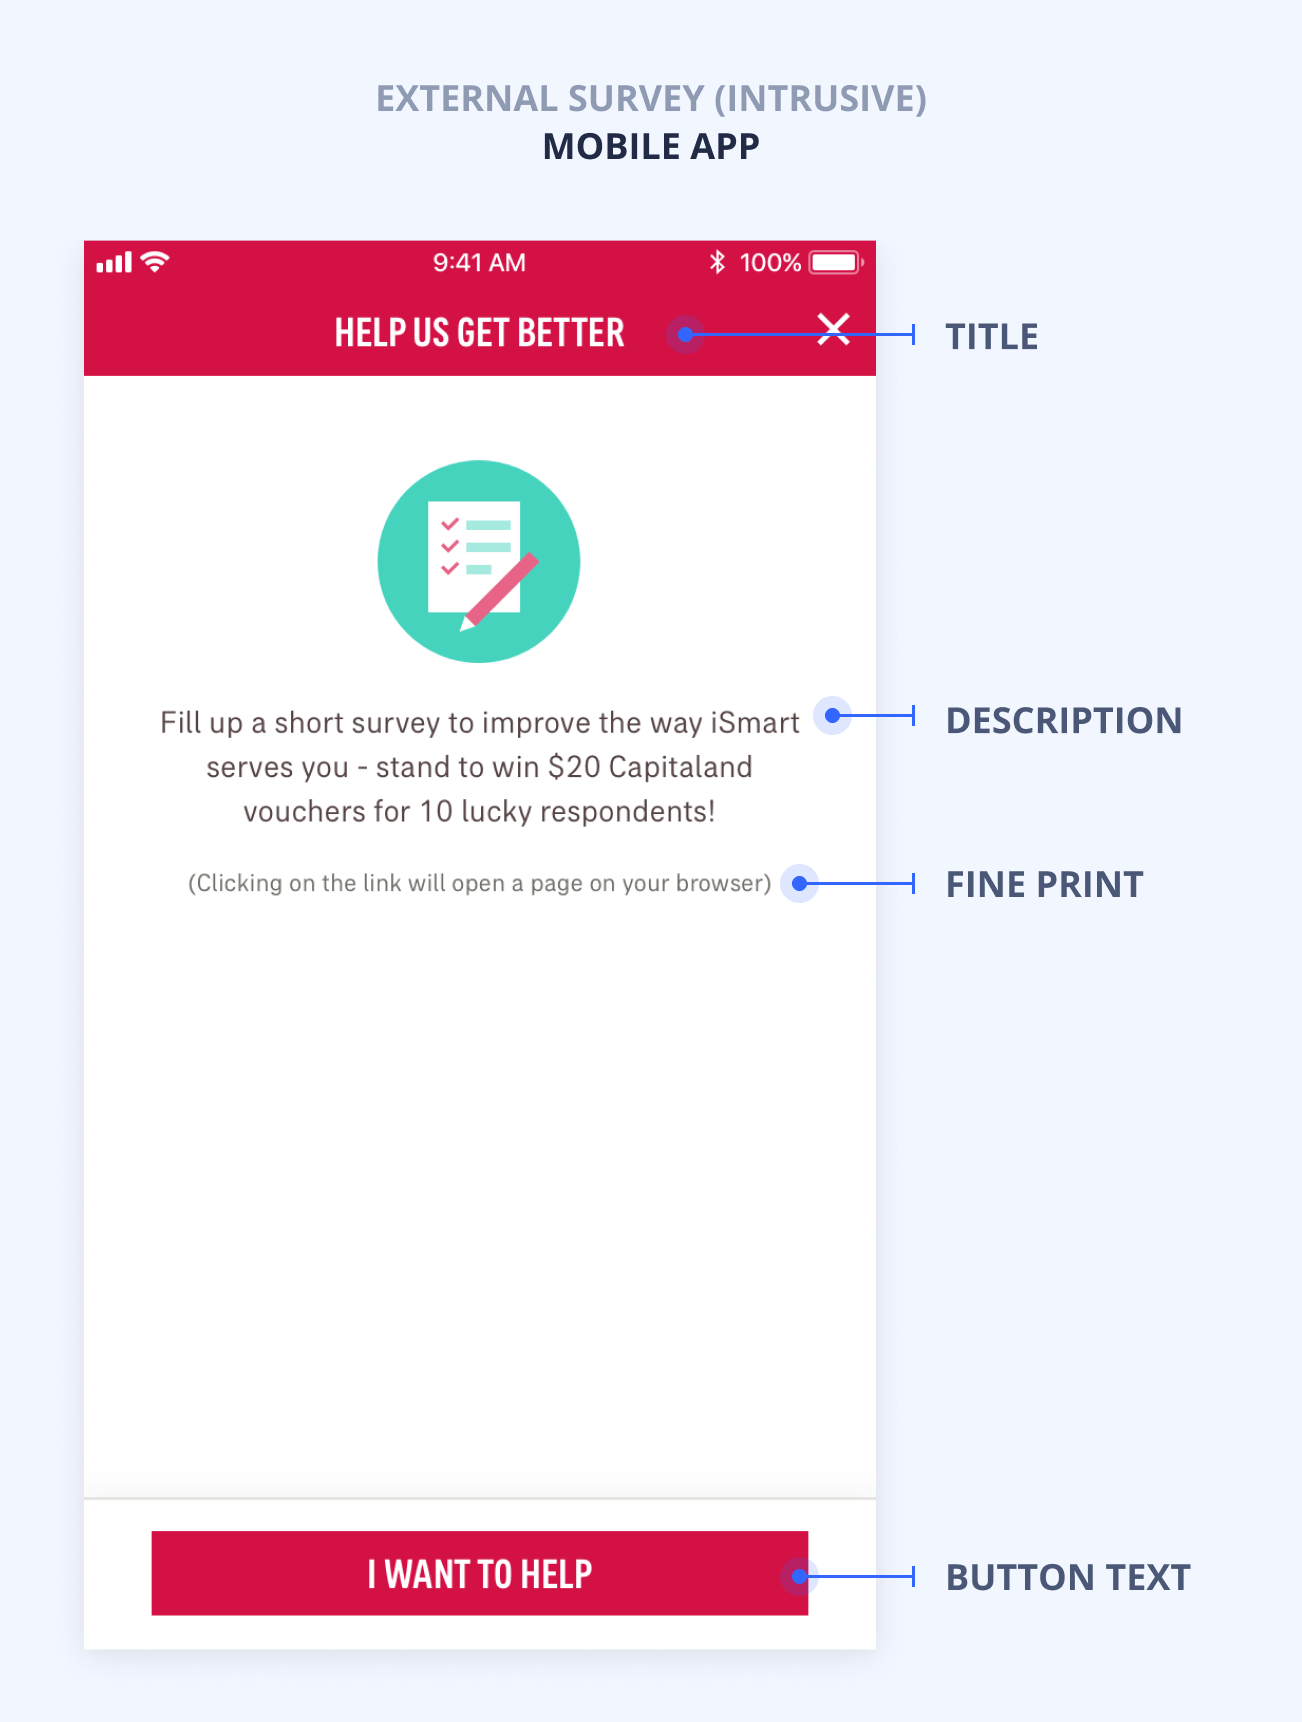 EXTERNAL SURVEY (INTRUSIVE)
MOBILE APP
9:41 AM
100%
HELP US GET BETTER
TITLE
Fill up a short survey to improve the way iSmart
serves you - stand to win $20 Capitaland
vouchers for 10 lucky respondents!
DESCRIPTION
(Clicking on the link will open a page on your browser)
FINE PRINT
I WANT TO HELP
BUTTON TEXT